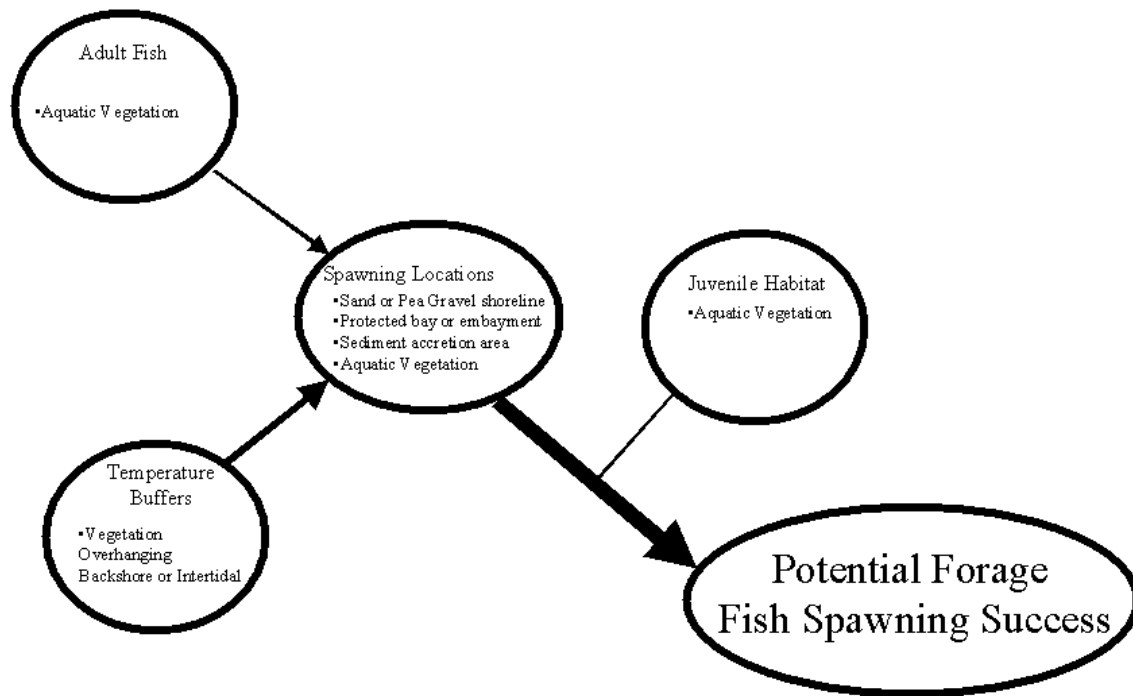 Adult Fish
•Aquatic Vegetation
Spawning Locations
•Sand or Pea Gravel shoreline
•Protected bay or embayment
•Sediment accretion area
•Aquatic Vegetation
Juvenile Habitat
•Aquatic Vegetation
Temperature
Buffers
•Vegetation
Overhanging
Backshore or Intertidal
Potential Forage
Fish Spawning Success